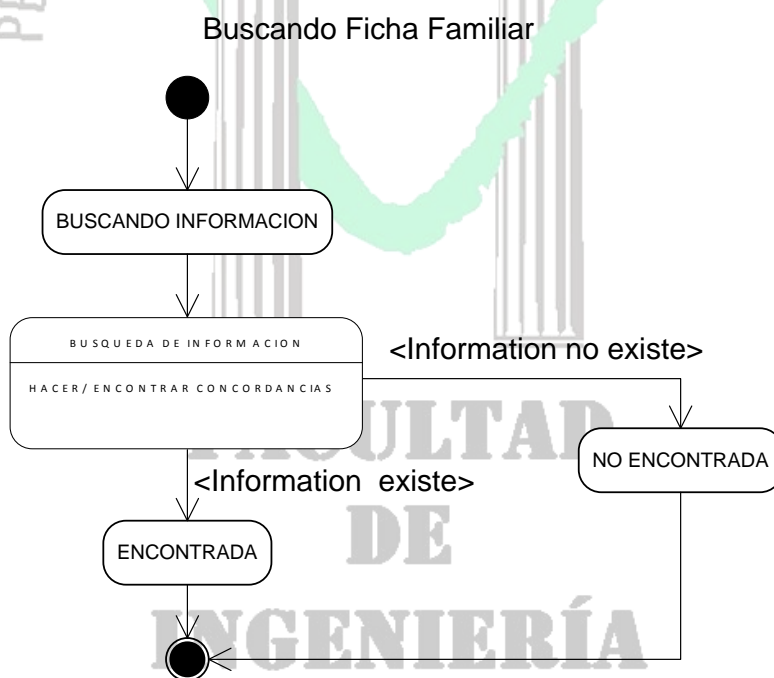 Buscando Ficha Familiar
BUSCANDO INFORMACION
BUSQUEDA DE INFORMACION
<Information no existe>
HACER/ ENCONTRAR CONCORDANCIAS
FACULTAD
NO ENCONTRADA
<Information existe>
DE
ENCONTRADA
INGENIERÍA